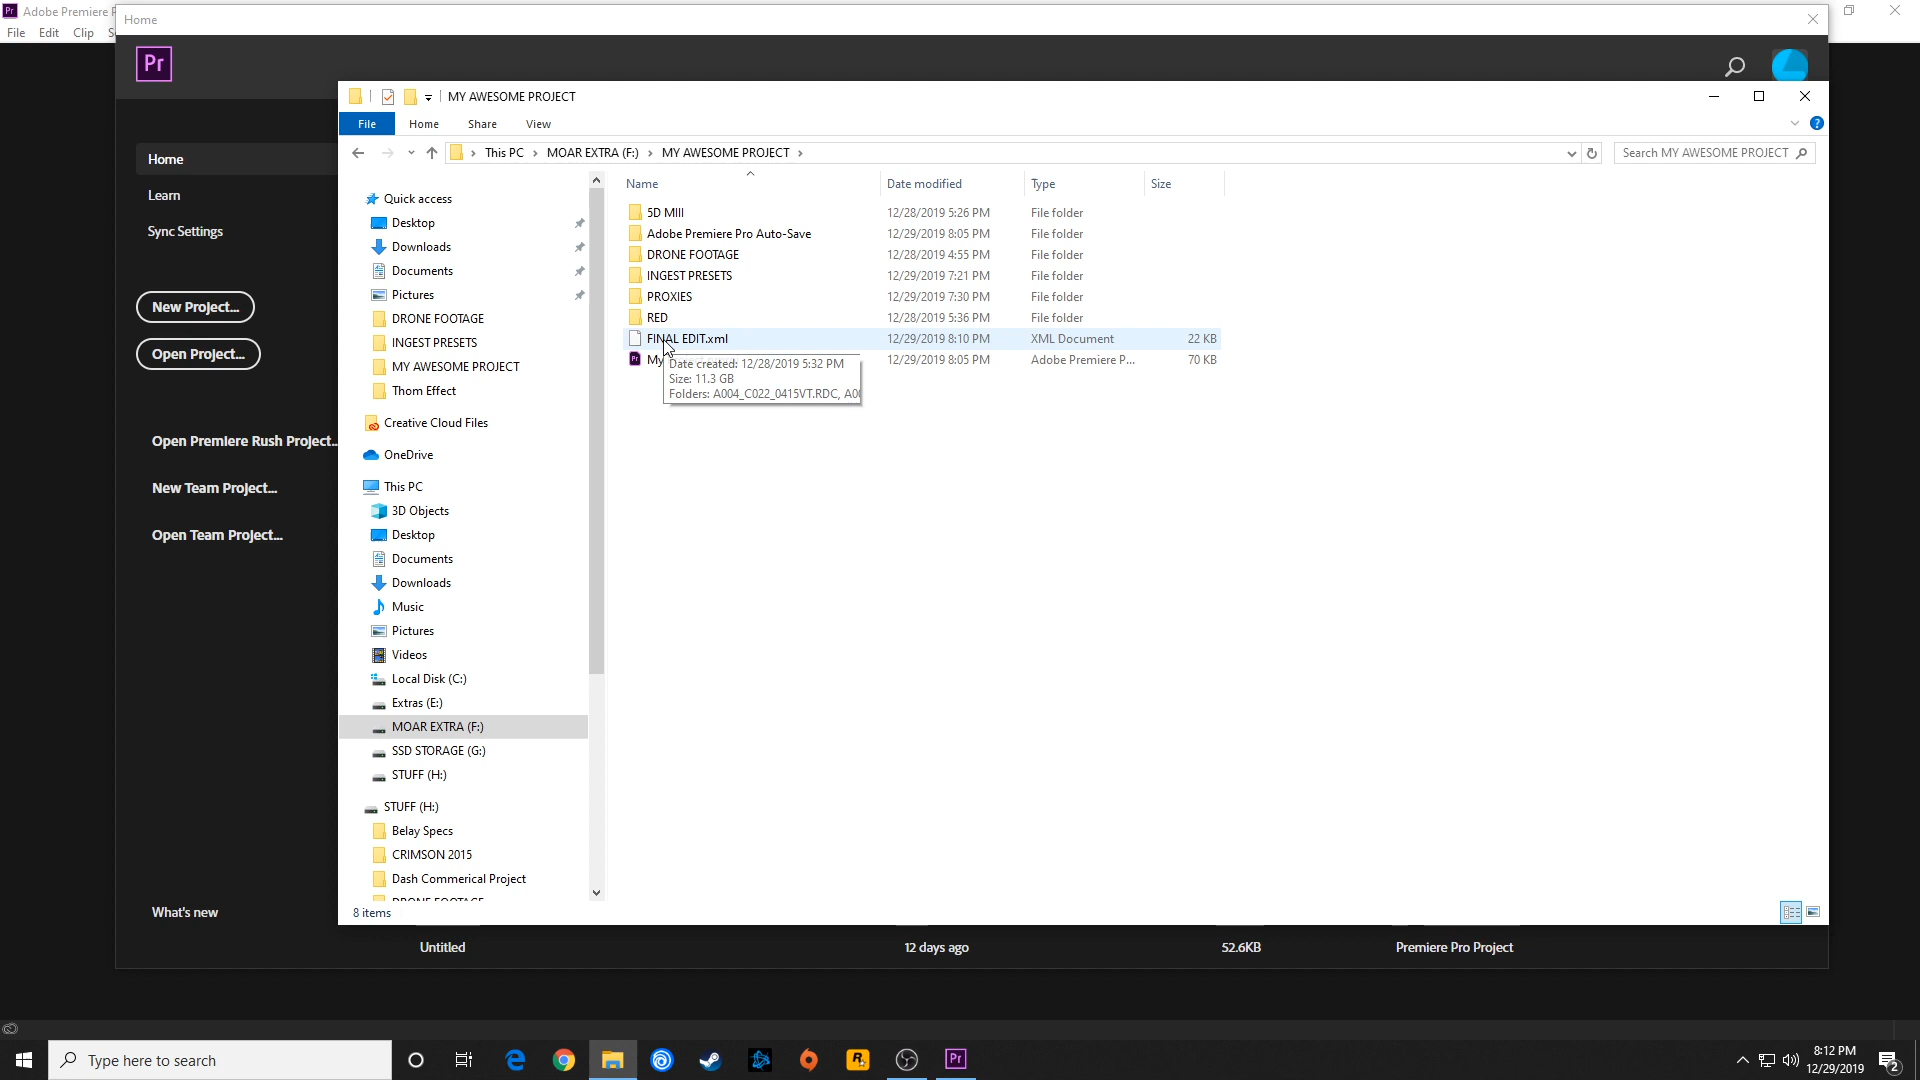 Pr Adobe Premiere P
File Edit Clip S
Home
Pr
Home
Learn
Sync Settings
New Project...
Open Project...
Open Premiere Rush Project...
New Team Project...
Open Team Project...
What's new
MY AWESOME PROJECT
File Home Share View
This PC MOAR EXTRA (F:) MY AWESOME PROJECT
Search MY AWESOME PROJECT
Quick access
Desktop
Downloads
Documents
Pictures
DRONE FOOTAGE
INGEST PRESETS
MY AWESOME PROJECT
Thom Effect
Creative Cloud Files
OneDrive
This PC
3D Objects
Desktop
Documents
Downloads
Music
Pictures
Videos
Local Disk (C:)
Extras (E:)
MOAR EXTRA (F:)
SSD STORAGE (G:)
STUFF (H:)
STUFF (H:)
Belay Specs
CRIMSON 2015
Dash Commerical Project
DRONE FOOTAGE
Name Date modified Type Size
5D MIII 12/28/2019 5:26 PM File folder
Adobe Premiere Pro Auto-Save 12/29/2019 8:05 PM File folder
DRONE FOOTAGE 12/28/2019 4:55 PM File folder
INGEST PRESETS 12/29/2019 7:21 PM File folder
PROXIES 12/29/2019 7:30 PM File folder
RED 12/28/2019 5:36 PM File folder
FINAL EDIT.xml 12/29/2019 8:10 PM XML Document 22 KB
Pr My 12/29/2019 8:05 PM Adobe Premiere P... 70 KB
Date created: 12/28/2019 5:32 PM
Size: 11.3 GB
Folders: A004_C022_0415VT.RDC, A00
8 items
Untitled 12 days ago 52.6KB Premiere Pro Project
Type here to search
Pr
8:12 PM
12/29/2019
2